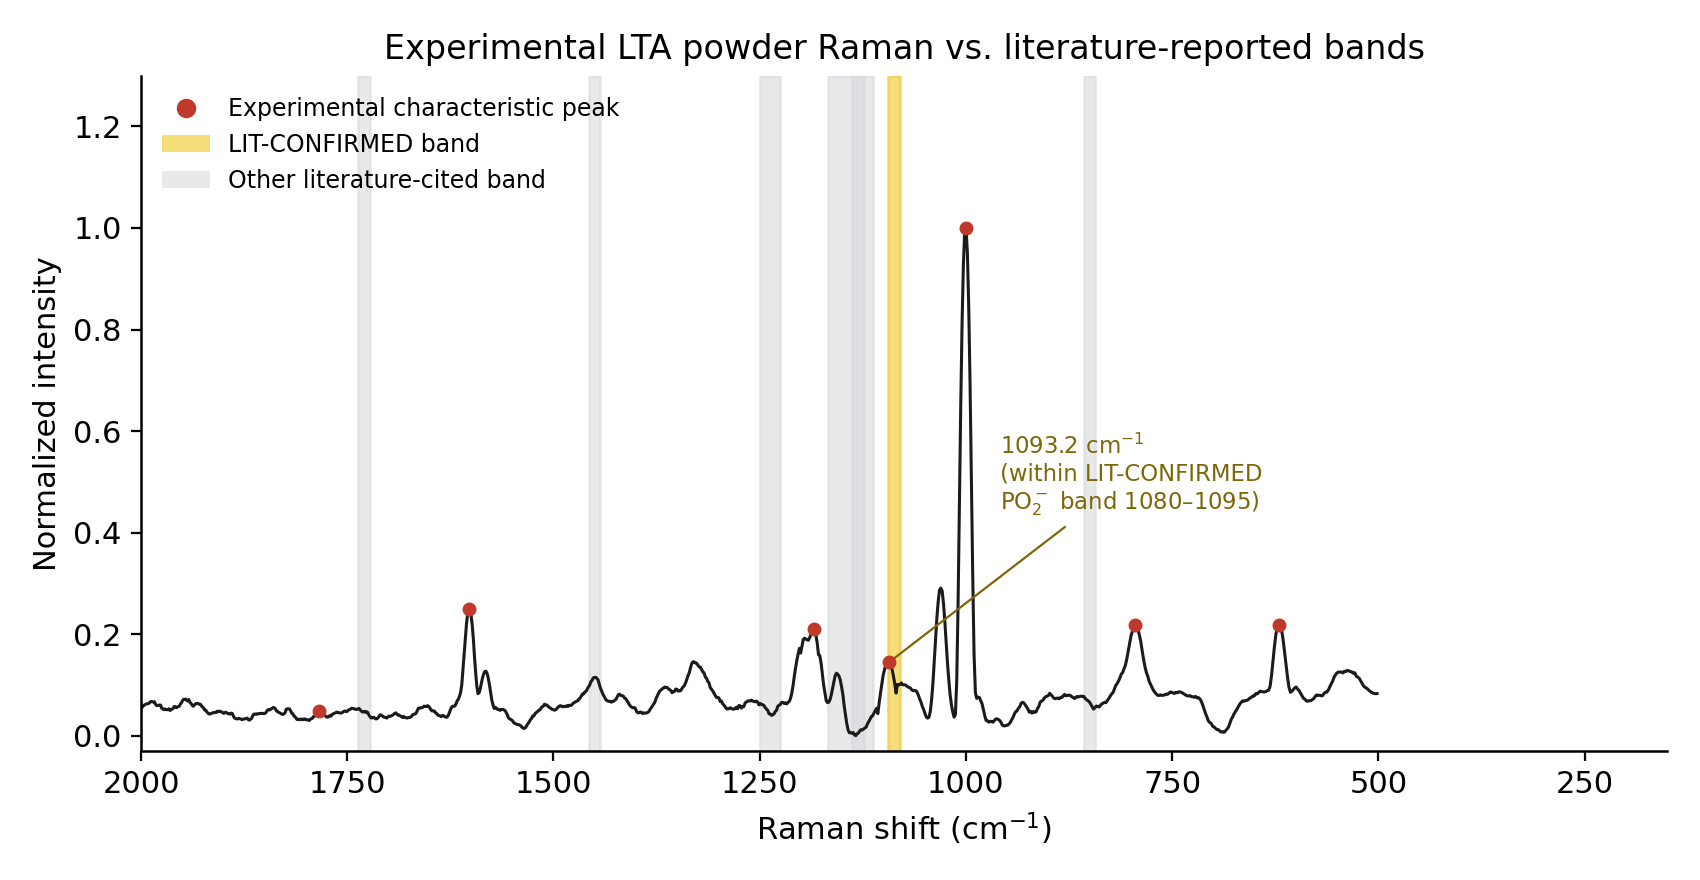 Experimental LTA powder Raman vs. literature-reported bands
Experimental characteristic peak
LIT-CONFIRMED band
Other literature-cited band
1.2
1.0
0.8
0.6
0.4
0.2
0.0
Normalized intensity
1093.2 cm⁻¹
(within LIT-CONFIRMED
PO₂⁻ band 1080–1095)
2000 1750 1500 1250 1000 750 500 250
Raman shift (cm⁻¹)